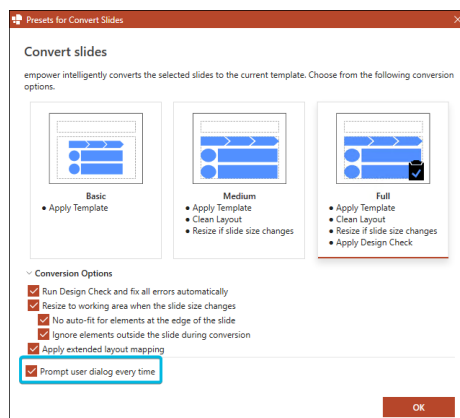 Presets for Convert Slides
Convert slides
empower intelligently converts the selected slides to the current template. Choose from the following conversion
options.
Basic
• Apply Template
Medium
• Apply Template
• Clean Layout
• Resize if slide size changes
Full
• Apply Template
• Clean Layout
• Resize if slide size changes
• Apply Design Check
Conversion Options
Run Design Check and fix all errors automatically
Resize to working area when the slide size changes
No auto-fit for elements at the edge of the slide
Ignore elements outside the slide during conversion
Apply extended layout mapping
Prompt user dialog every time
OK